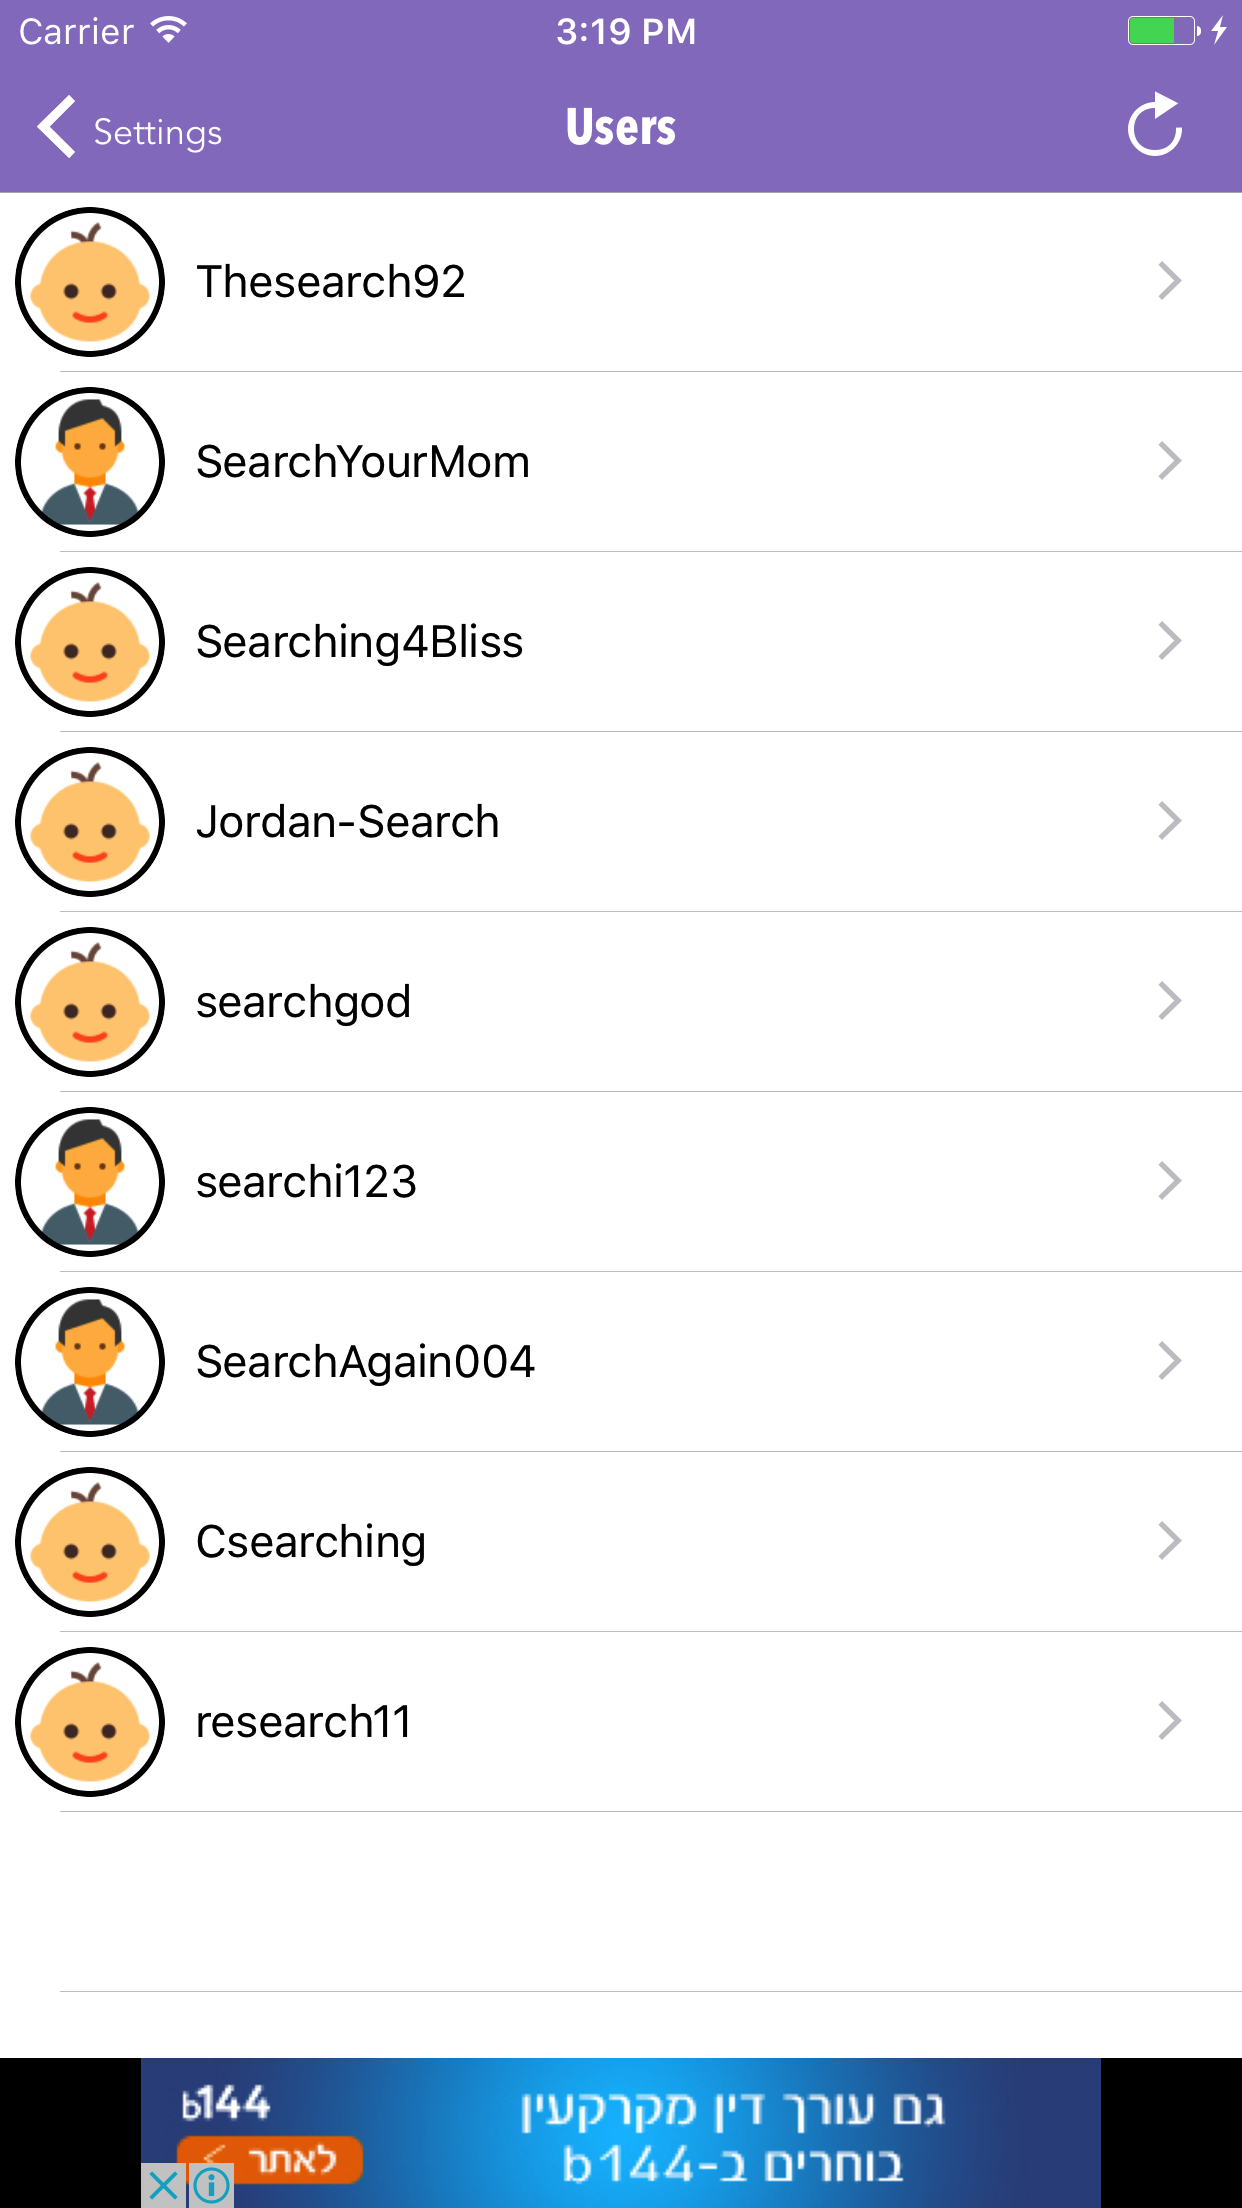 Carrier 3:19 PM
Settings Users
Thesearch92
SearchYourMom
Searching4Bliss
Jordan-Search
searchgod
searchi123
SearchAgain004
Csearching
research11
b144
גם עורך דין מקרקעין
בוחרים ב-b144
לאתר >